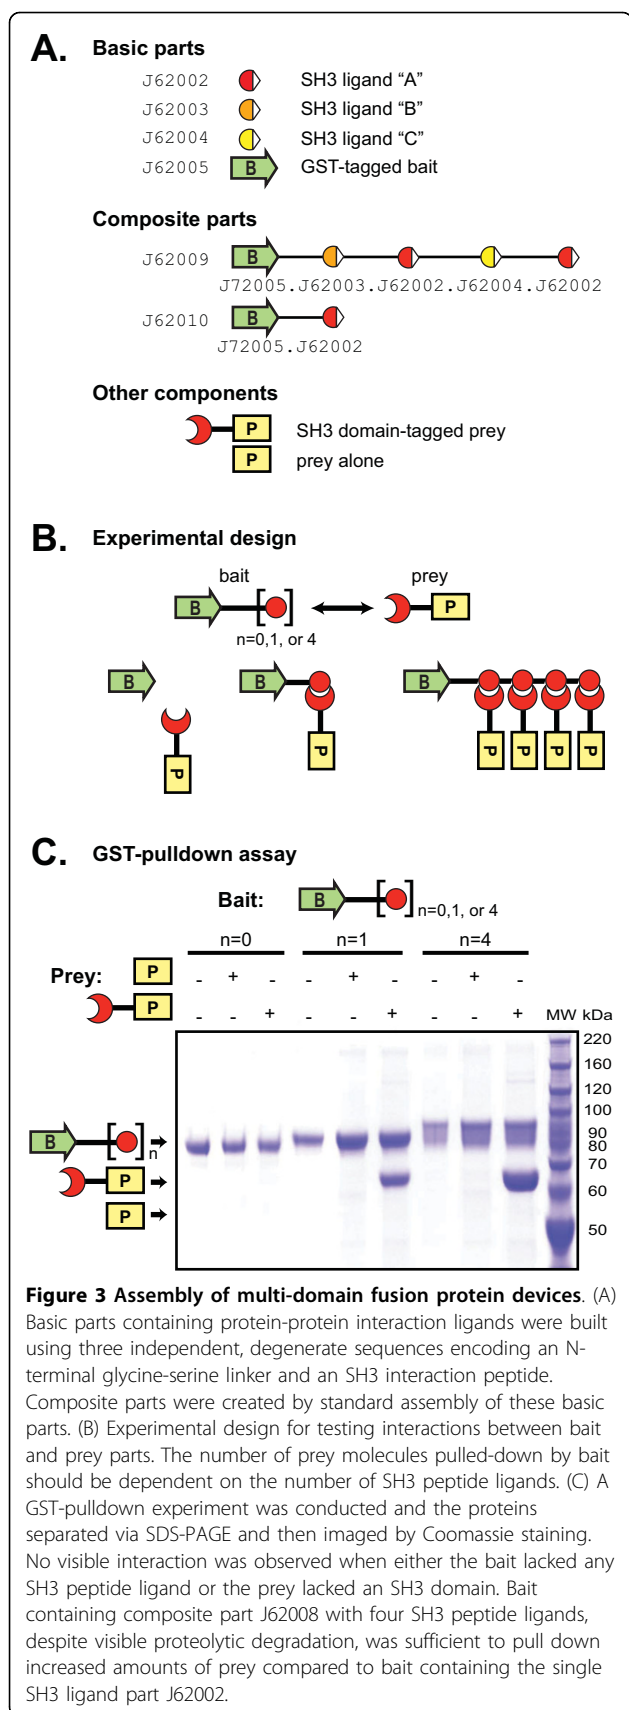 A.
Basic parts
J62002 SH3 ligand "A"
J62003 SH3 ligand "B"
J62004 SH3 ligand "C"
J62005 B GST-tagged bait
Composite parts
J62009 B
J72005.J62003.J62002.J62004.J62002
J62010 B
J72005.J62002
Other components
P SH3 domain-tagged prey
P prey alone
B. Experimental design
bait prey
B [ ] P
n=0,1, or 4
B B B
P P P P P P
C. GST-pulldown assay
Bait: B [ ] n=0,1, or 4
n=0 n=1 n=4
Prey: P - + - - + - - + -
P - - + - - + - - + MW kDa
220
160
120
100
B [ ] n 90
80
70
P 60
P 50
Figure 3 Assembly of multi-domain fusion protein devices. (A)
Basic parts containing protein-protein interaction ligands were built
using three independent, degenerate sequences encoding an N-
terminal glycine-serine linker and an SH3 interaction peptide.
Composite parts were created by standard assembly of these basic
parts. (B) Experimental design for testing interactions between bait
and prey parts. The number of prey molecules pulled-down by bait
should be dependent on the number of SH3 peptide ligands. (C) A
GST-pulldown experiment was conducted and the proteins
separated via SDS-PAGE and then imaged by Coomassie staining.
No visible interaction was observed when either the bait lacked any
SH3 peptide ligand or the prey lacked an SH3 domain. Bait
containing composite part J62008 with four SH3 peptide ligands,
despite visible proteolytic degradation, was sufficient to pull down
increased amounts of prey compared to bait containing the single
SH3 ligand part J62002.